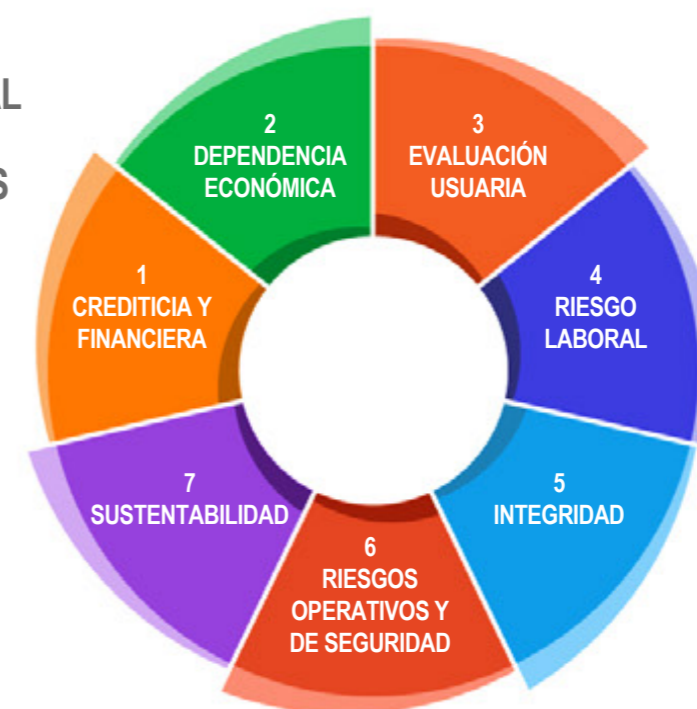 1
CREDITICIA Y
FINANCIERA
2
DEPENDENCIA
ECONÓMICA
3
EVALUACIÓN
USUARIA
4
RIESGO
LABORAL
5
INTEGRIDAD
6
RIESGOS
OPERATIVOS Y
DE SEGURIDAD
7
SUSTENTABILIDAD